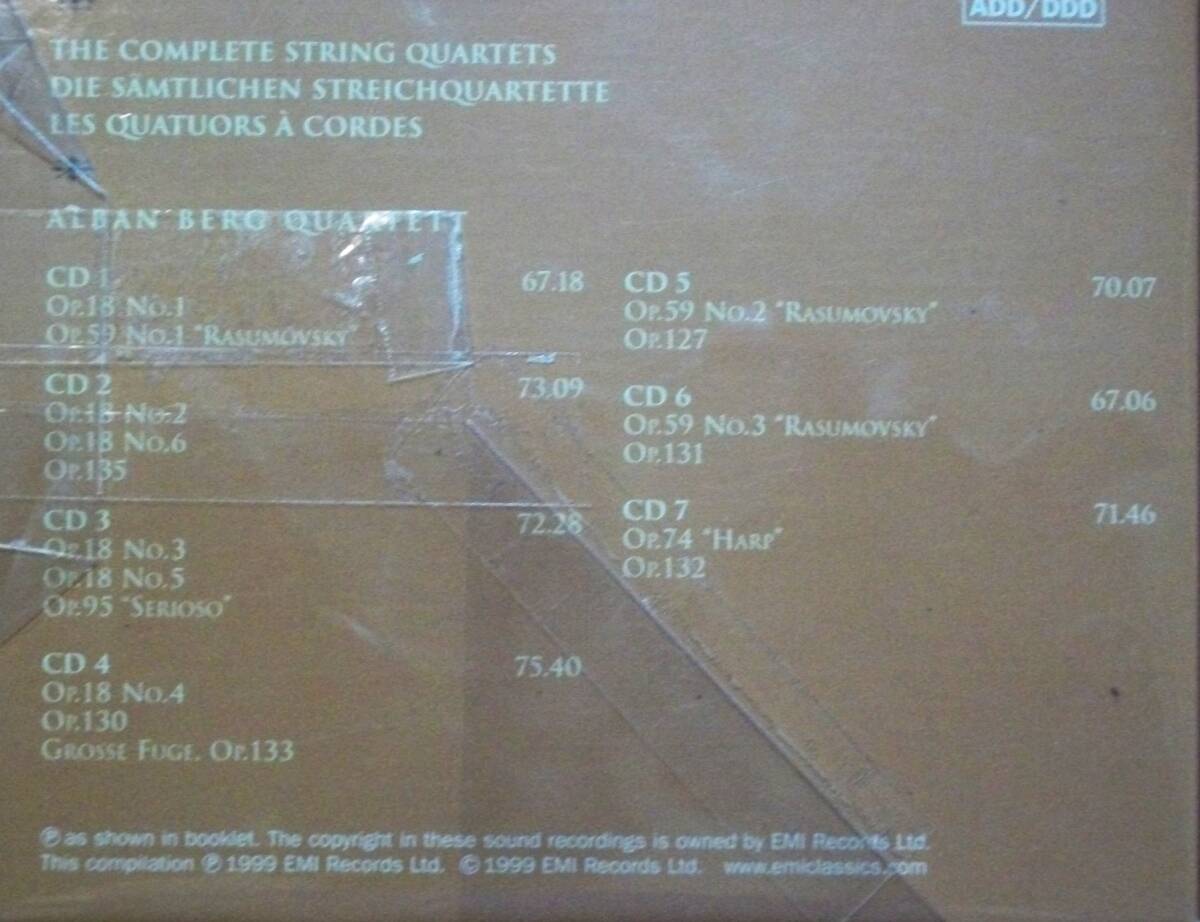 ADD/DDD
THE COMPLETE STRING QUARTETS
DIE SÄMTLICHEN STREICHQUARTETTE
LES QUATUORS À CORDES
ALBAN BERG QUARTETT
CD 1 67.18
OP.18 NO.1
OP.59 NO.1 "RASUMOVSKY"
CD 2 73.09
OP.18 NO.2
OP.18 NO.6
OP.135
CD 3 72.28
OP.18 NO.3
OP.18 NO.5
OP.95 "SERIOSO"
CD 4 75.40
OP.18 NO.4
OP.130
GROSSE FUGE, OP.133
CD 5 70.07
OP.59 NO.2 "RASUMOVSKY"
OP.127
CD 6 67.06
OP.59 NO.3 "RASUMOVSKY"
OP.131
CD 7 71.46
OP.74 "HARP"
OP.132
℗ as shown in booklet. The copyright in these sound recordings is owned by EMI Records Ltd.
This compilation ℗ 1999 EMI Records Ltd. © 1999 EMI Records Ltd. www.emiclassics.com